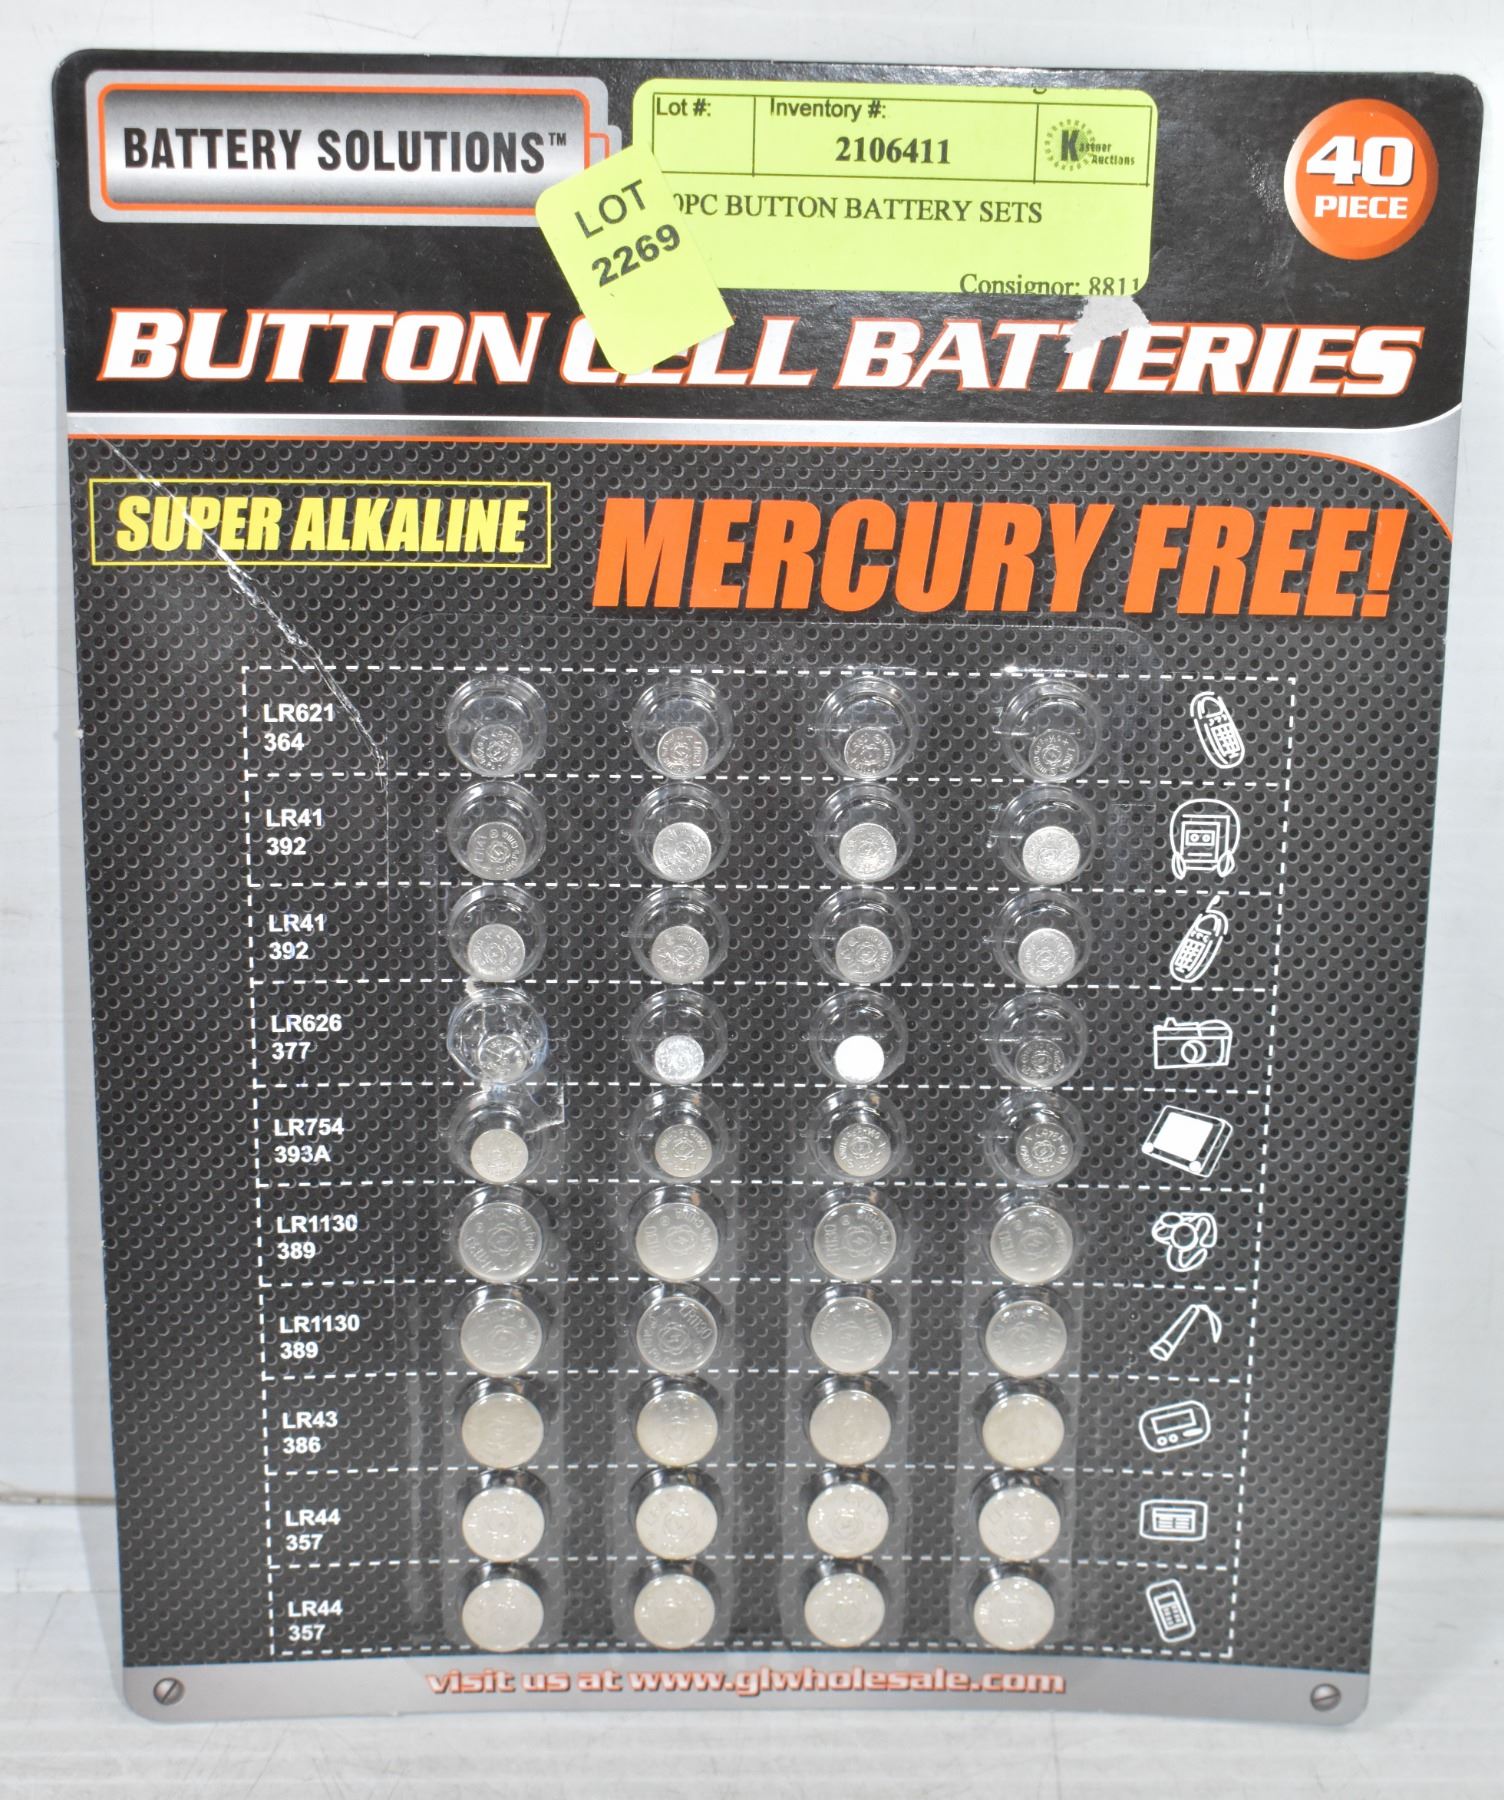 BATTERY SOLUTIONS™
Lot #:
Inventory #:
2106411
Kastner
Auctions
0PC BUTTON BATTERY SETS
Consignor: 8811
LOT
2269
40
PIECE
BUTTON CELL BATTERIES
SUPER ALKALINE
MERCURY FREE!
LR621
364
LR41
392
LR41
392
LR626
377
LR754
393A
LR1130
389
LR1130
389
LR43
386
LR44
357
LR44
357
visit us at www.glwholesale.com